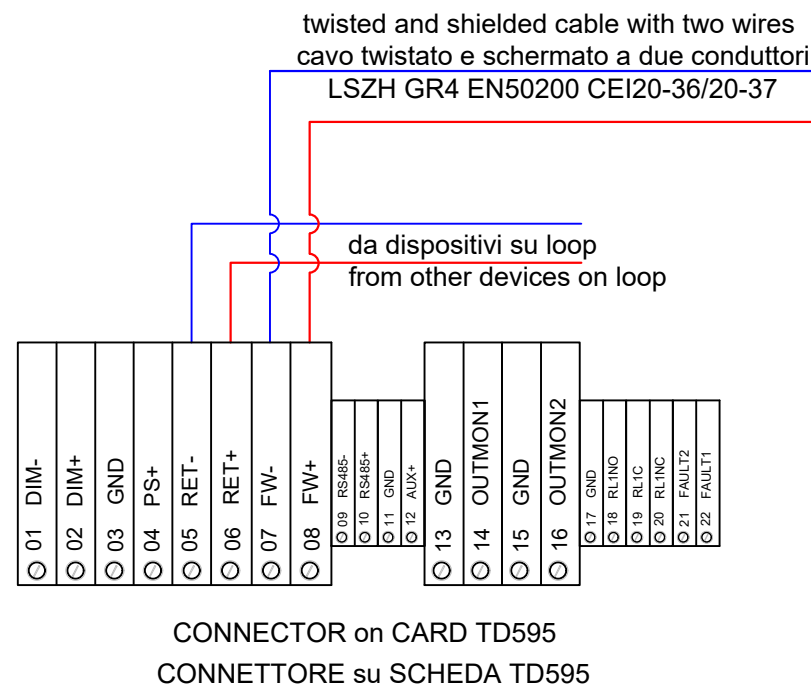 twisted and shielded cable with two wires
cavo twistato e schermato a due conduttori
LSZH GR4 EN50200 CEI20-36/20-37
da dispositivi su loop
from other devices on loop
01 DIM-
02 DIM+
03 GND
04 PS+
05 RET-
06 RET+
07 FW-
08 FW+
09 RS485-
10 RS485+
11 GND
12 AUX+
13 GND
14 OUTMON1
15 GND
16 OUTMON2
17 GND
18 RL1NO
19 RL1C
20 RL1NC
21 FAULT2
22 FAULT1
CONNECTOR on CARD TD595
CONNETTORE su SCHEDA TD595